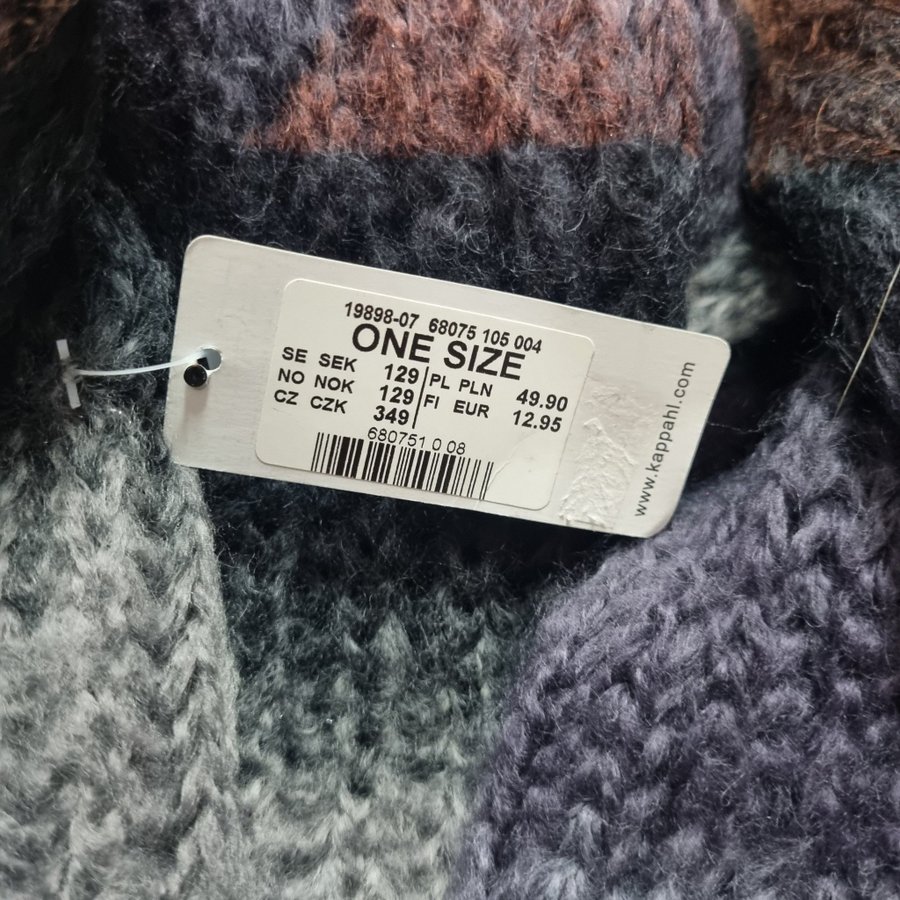 19898-07 68075 105 004
ONE SIZE
SE SEK 129 PL PLN 49.90
NO NOK 129 FI EUR 12.95
CZ CZK 349
680751 0 08
www.kappahl.com